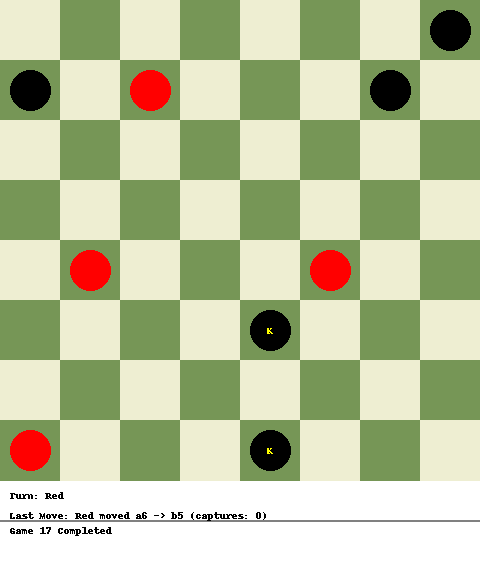 K
K
Turn: Red
Last Move: Red moved a6 -> b5 (captures: 0)
Game 17 Completed